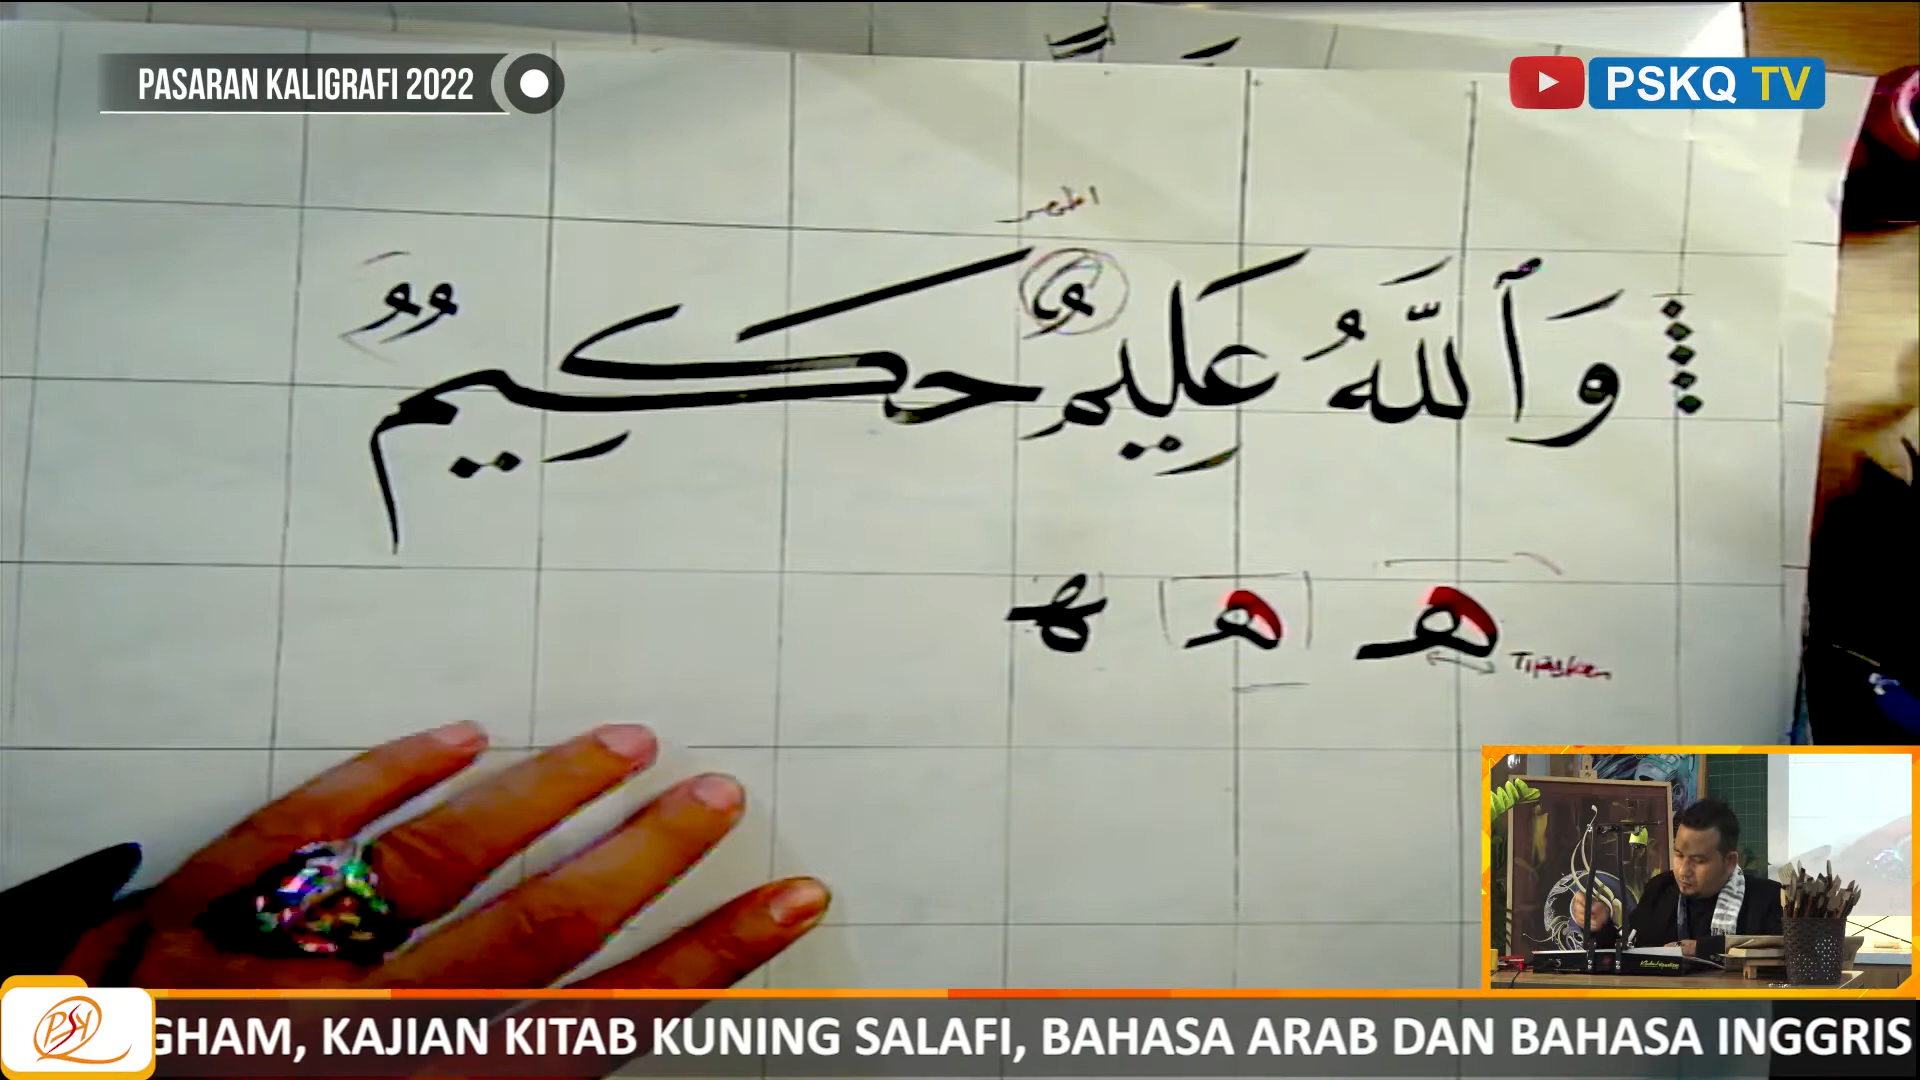 PASARAN KALIGRAFI 2022
PSKQ TV
وَٱللَّهُ عَلِيمٌ حَكِيمٌ
ﻫ ﻫ ﻬ
GHAM, KAJIAN KITAB KUNING SALAFI, BAHASA ARAB DAN BAHASA INGGRIS